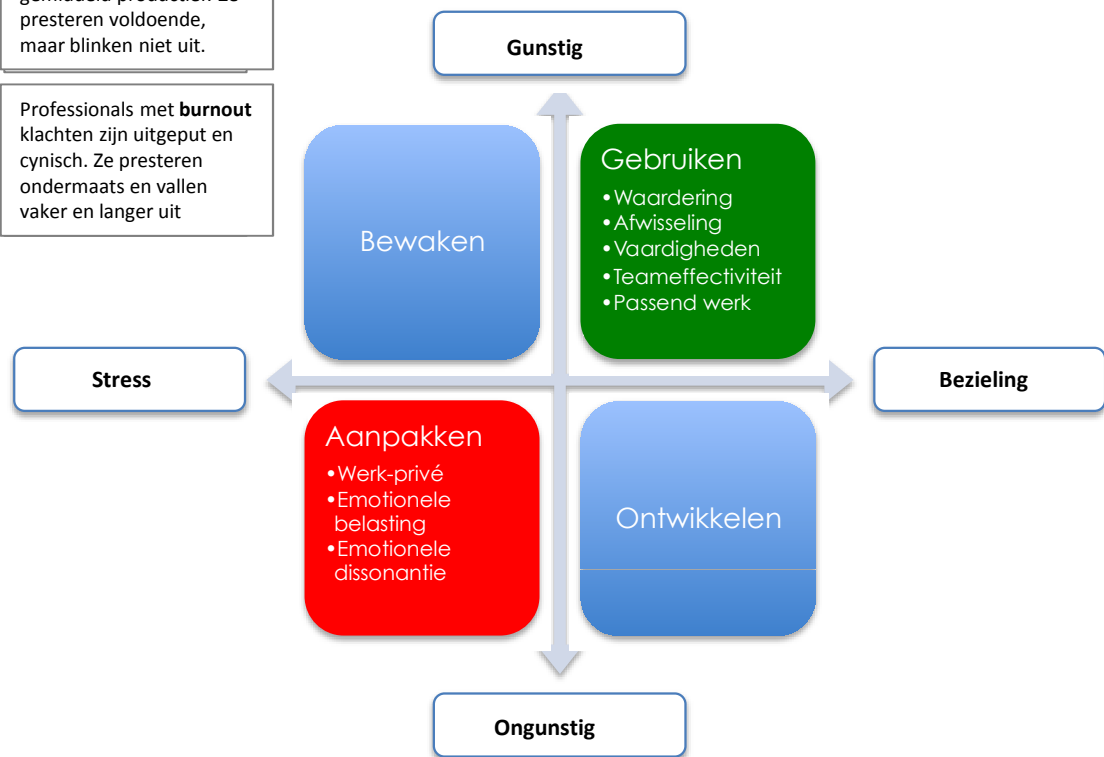 presteren voldoende,
maar blinken niet uit.
Professionals met burnout
klachten zijn uitgeput en
cynisch. Ze presteren
ondermaats en vallen
vaker en langer uit
Gunstig
Bewaken
Gebruiken
•Waardering
•Afwisseling
•Vaardigheden
•Teameffectiviteit
•Passend werk
Stress
Bezieling
Aanpakken
•Werk-privé
•Emotionele
belasting
•Emotionele
dissonantie
Ontwikkelen
Ongunstig